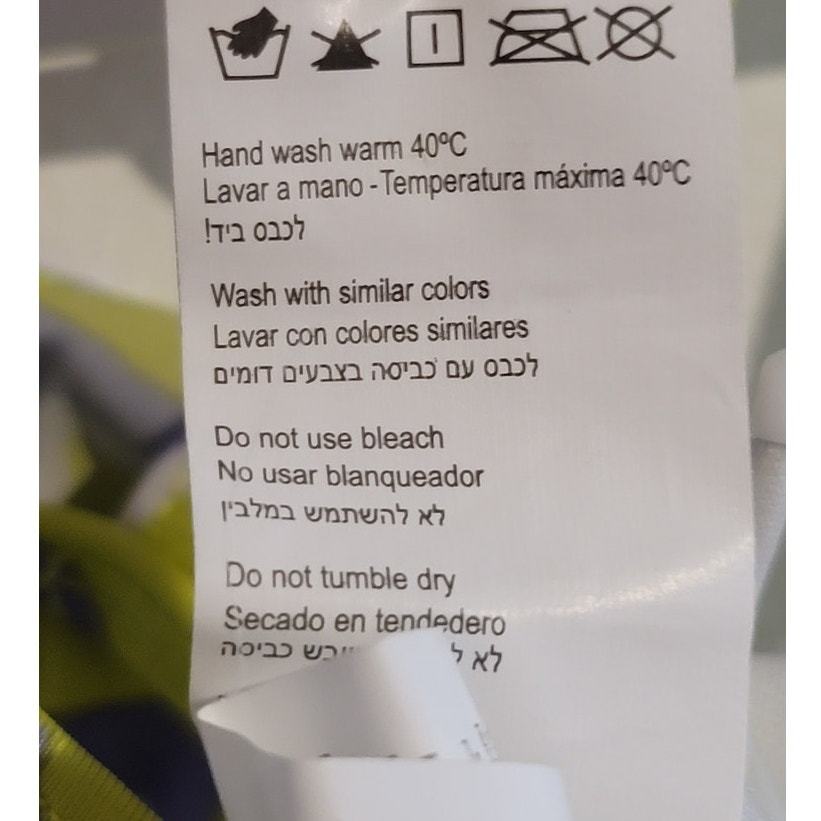 Hand wash warm 40ºC
Lavar a mano - Temperatura máxima 40ºC
לכבס ביד!
Wash with similar colors
Lavar con colores similares
לכבס עם כביסה בצבעים דומים
Do not use bleach
No usar blanqueador
לא להשתמש במלבין
Do not tumble dry
Secado en tendedero
לא כביסה